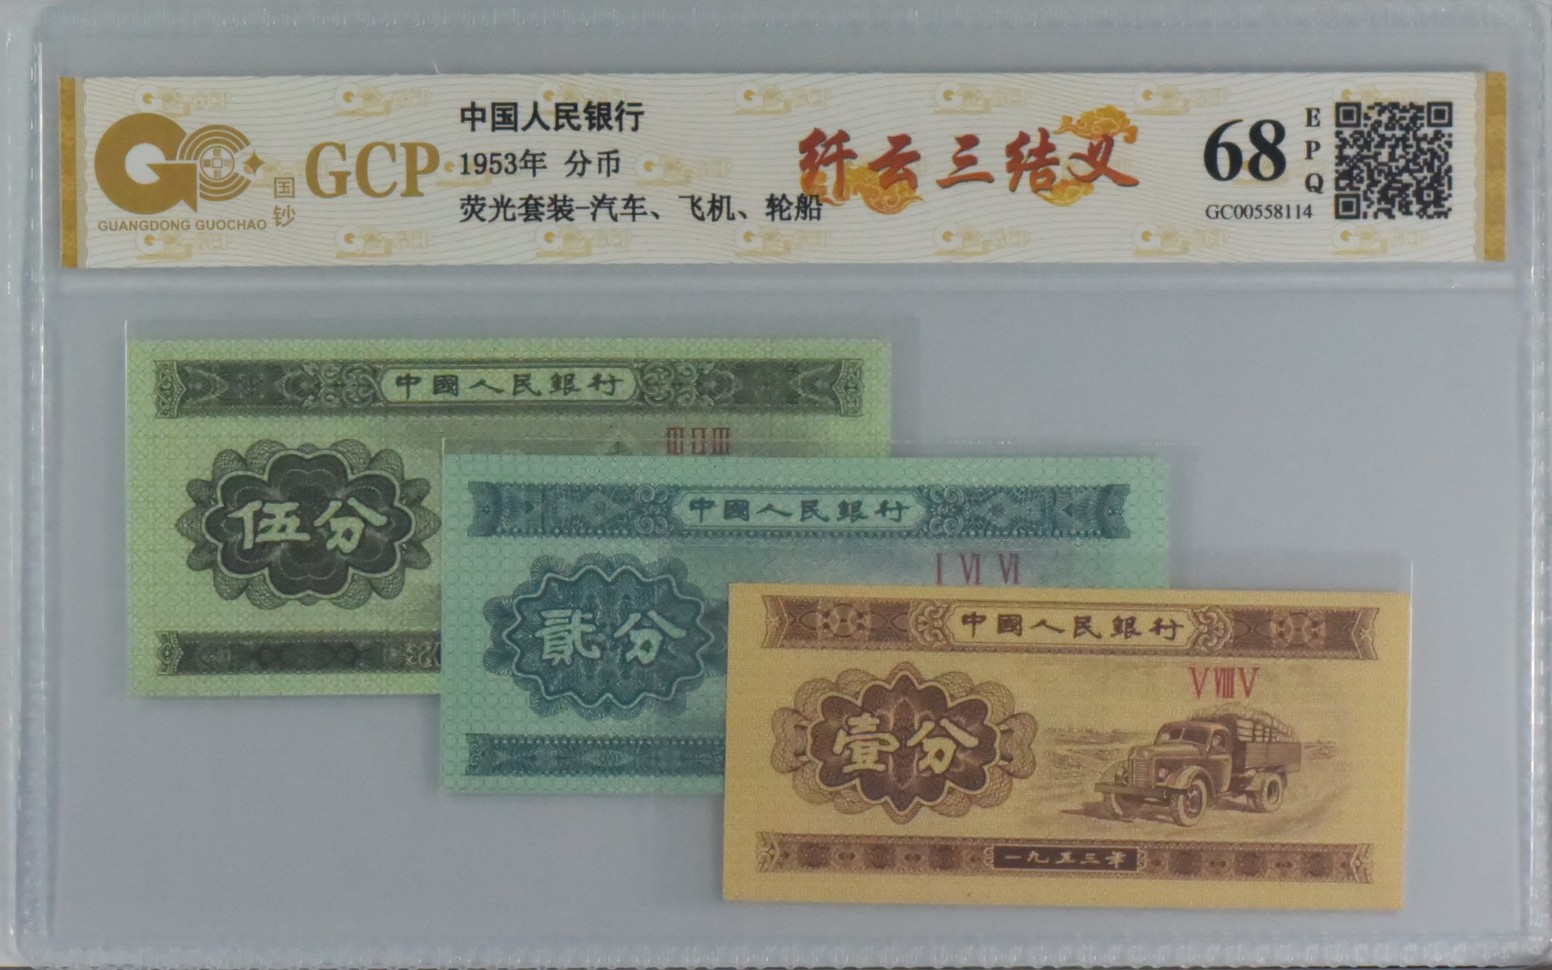 GUANGDONG GUOCHAO
国钞
GCP
中国人民银行
1953年 分币
荧光套装-汽车、飞机、轮船
纤云三结义
68
EPQ
GC00558114
中國人民銀行
伍分
中國人民銀行
Ⅰ Ⅵ Ⅵ
貳分
中國人民銀行
Ⅴ Ⅷ Ⅴ
壹分
一九五三年